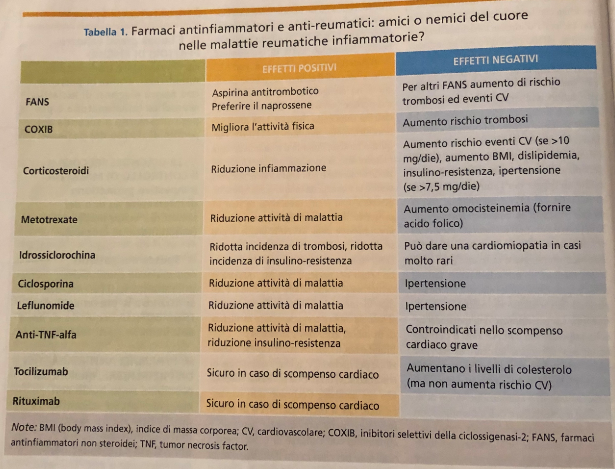 Tabella 1. Farmaci antinfiammatori e anti-reumatici: amici o nemici del cuore
nelle malattie reumatiche infiammatorie?
EFFETTI POSITIVI
EFFETTI NEGATIVI
FANS
Aspirina antitrombotico
Preferire il naprossene
Per altri FANS aumento di rischio
trombosi ed eventi CV
COXIB
Migliora l'attività fisica
Aumento rischio trombosi
Corticosteroidi
Riduzione infiammazione
Aumento rischio eventi CV (se >10
mg/die), aumento BMI, dislipidemia,
insulino-resistenza, ipertensione
(se >7,5 mg/die)
Metotrexate
Riduzione attività di malattia
Aumento omocisteinemia (fornire
acido folico)
Idrossiclorochina
Ridotta incidenza di trombosi, ridotta
incidenza di insulino-resistenza
Può dare una cardiomiopatia in casi
molto rari
Ciclosporina
Riduzione attività di malattia
Ipertensione
Leflunomide
Riduzione attività di malattia
Ipertensione
Anti-TNF-alfa
Riduzione attività di malattia,
riduzione insulino-resistenza
Controindicati nello scompenso
cardiaco grave
Tocilizumab
Sicuro in caso di scompenso cardiaco
Aumentano i livelli di colesterolo
(ma non aumenta rischio CV)
Rituximab
Sicuro in caso di scompenso cardiaco
Note: BMI (body mass index), indice di massa corporea; CV, cardiovascolare; COXIB, inibitori selettivi della ciclossigenasi-2; FANS, farmaci
antinfiammatori non steroidei; TNF, tumor necrosis factor.